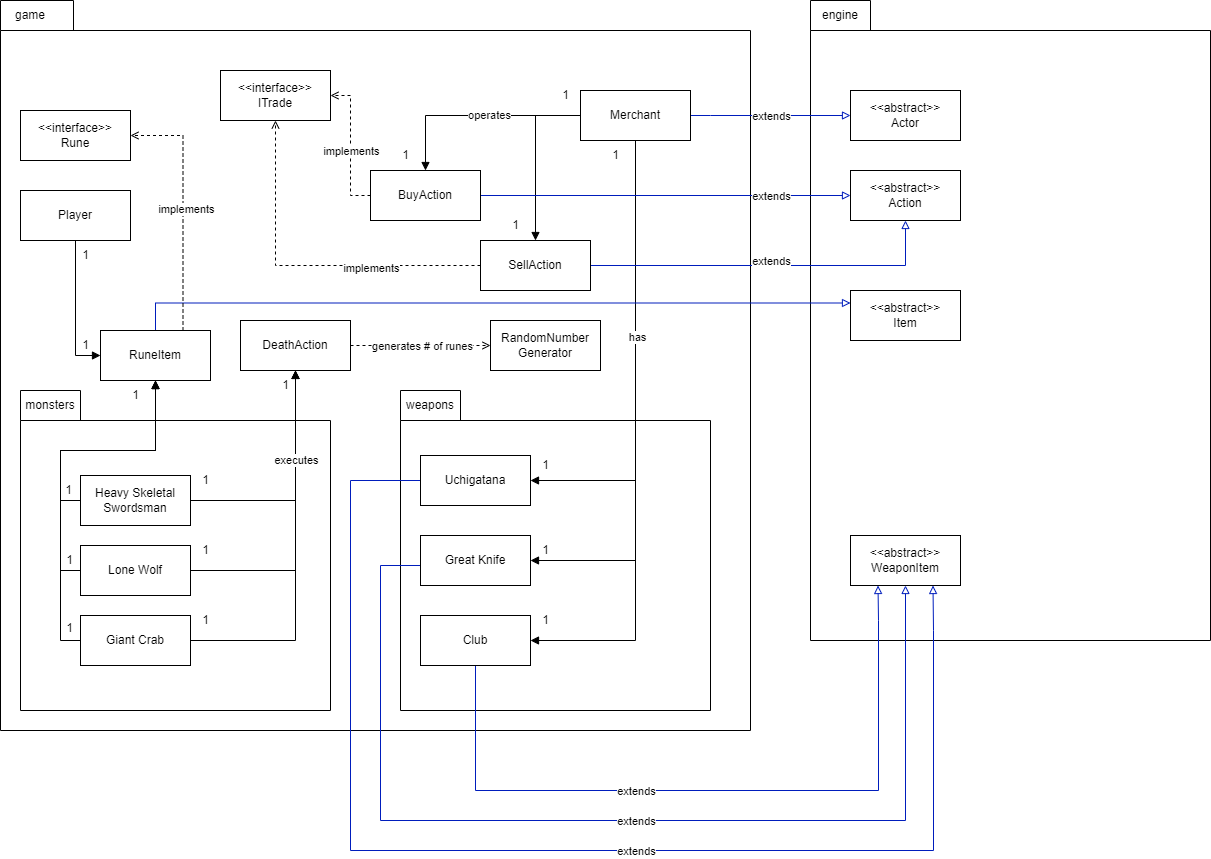 game
engine
<<interface>>
ITrade
<<interface>>
Rune
1
operates
Merchant
extends
<<abstract>>
Actor
implements
1
1
BuyAction
extends
<<abstract>>
Action
Player
implements
1
1
SellAction
implements
extends
<<abstract>>
Item
1
RuneItem
DeathAction
generates # of runes
RandomNumber
Generator
has
1
1
monsters
weapons
executes
1
Heavy Skeletal
Swordsman
1
Uchigatana
1
1
Lone Wolf
1
Great Knife
1
<<abstract>>
WeaponItem
1
Giant Crab
1
Club
1
extends
extends
extends